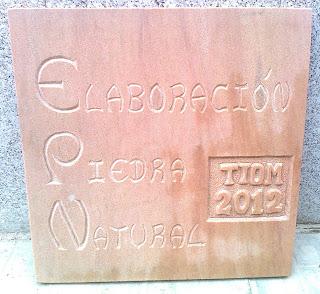 ELABORACIÓN
PIEDRA
TIOM
2012
NATURAL